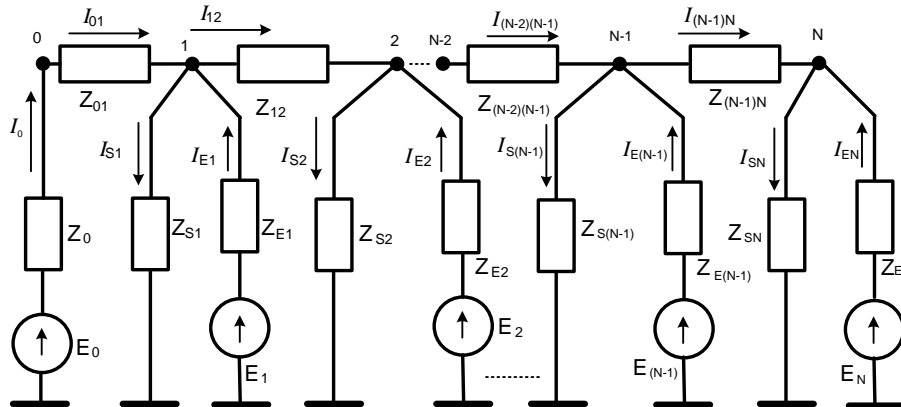 I₀₁ I₁₂ I₍N-2₎₍N-1₎ I₍N-1₎N
0 1 2 N-2 N-1 N
Z₀₁ Z₁₂ Z(N-2)(N-1) Z(N-1)N
I₀ IS1 IE1 IS2 IE2 IS(N-1) IE(N-1) ISN IEN
Z₀ ZS1 ZE1 ZS2 ZE2 ZS(N-1) ZE(N-1) ZSN ZE
E₀ E₁ E₂ E(N-1) EN